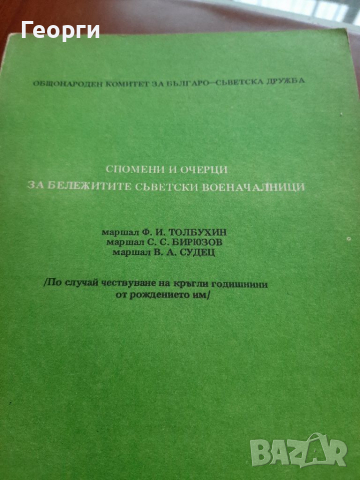 Георги
ОБЩОНАРОДЕН КОМИТЕТ ЗА БЪЛГАРО-СЪВЕТСКА ДРУЖБА
СПОМЕНИ И ОЧЕРЦИ
ЗА БЕЛЕЖИТИТЕ СЪВЕТСКИ ВОЕНАЧАЛНИЦИ
маршал Ф. И. ТОЛБУХИН
маршал С. С. БИРЮЗОВ
маршал В. А. СУДЕЦ
/По случай чествуване на кръгли годишнини
от рождението им/
BAZAR